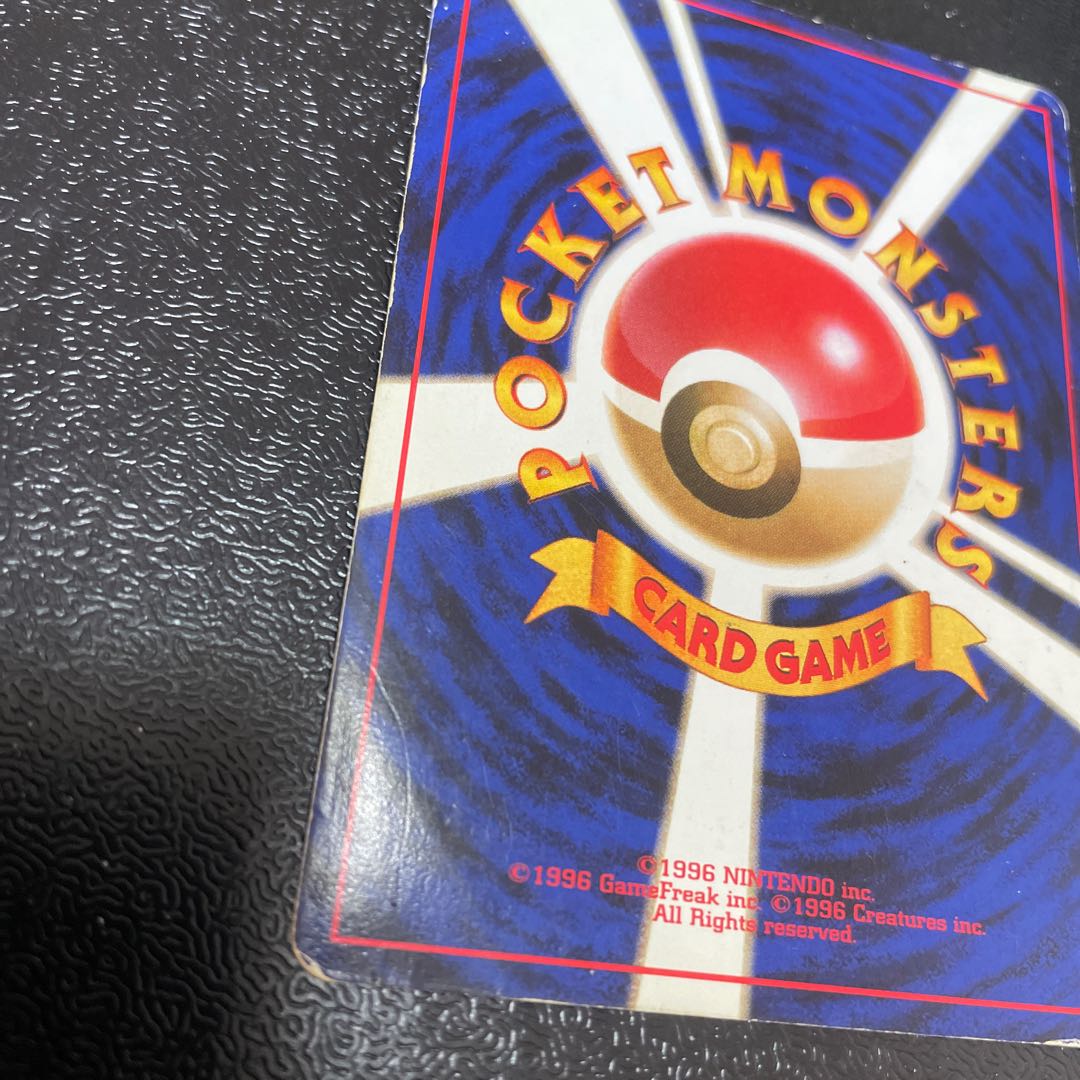 POCKET MONSTERS
CARD GAME
©1996 NINTENDO inc.
©1996 GameFreak inc. ©1996 Creatures inc.
All Rights reserved.